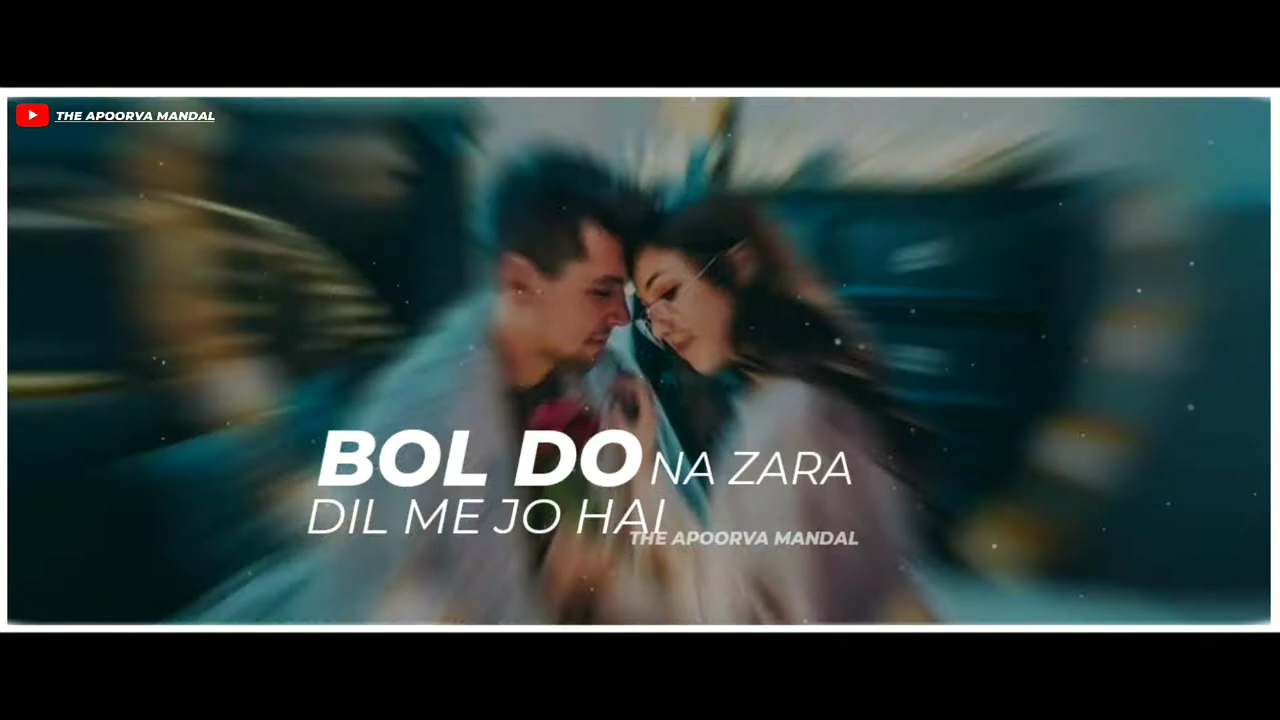 THE APOORVA MANDAL
BOL DO NA ZARA
DIL ME JO HAI
THE APOORVA MANDAL